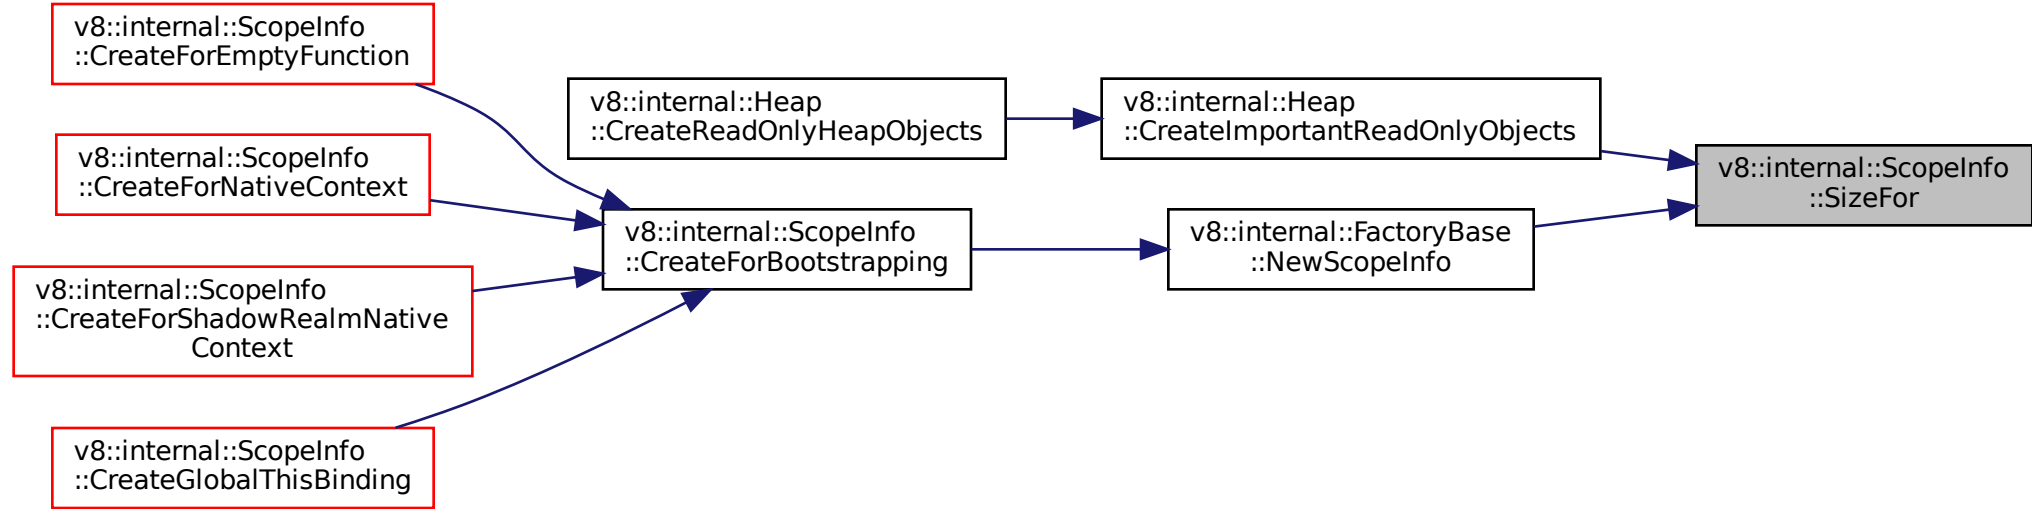 v8::internal::ScopeInfo
::CreateForEmptyFunction
v8::internal::ScopeInfo
::CreateForNativeContext
v8::internal::ScopeInfo
::CreateForShadowRealmNative
Context
v8::internal::ScopeInfo
::CreateGlobalThisBinding
v8::internal::Heap
::CreateReadOnlyHeapObjects
v8::internal::ScopeInfo
::CreateForBootstrapping
v8::internal::Heap
::CreateImportantReadOnlyObjects
v8::internal::FactoryBase
::NewScopeInfo
v8::internal::ScopeInfo
::SizeFor